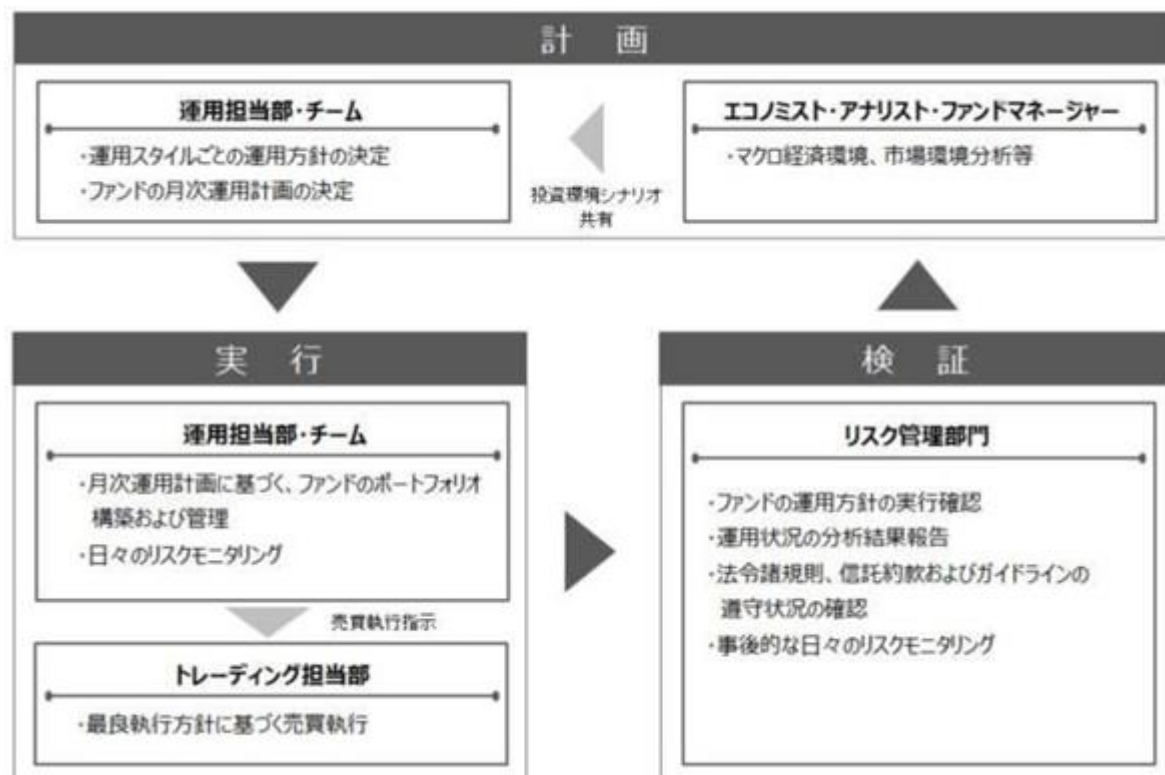 計 画
運用担当部・チーム
・運用スタイルごとの運用方針の決定
・ファンドの月次運用計画の決定
投資環境シナリオ
共有
エコノミスト・アナリスト・ファンドマネージャー
・マクロ経済環境、市場環境分析等
実 行
運用担当部・チーム
・月次運用計画に基づく、ファンドのポートフォリオ
構築および管理
・日々のリスクモニタリング
売買執行指示
トレーディング担当部
・最良執行方針に基づく売買執行
検 証
リスク管理部門
・ファンドの運用方針の実行確認
・運用状況の分析結果報告
・法令諸規則、信託約款およびガイドラインの
遵守状況の確認
・事後的な日々のリスクモニタリング